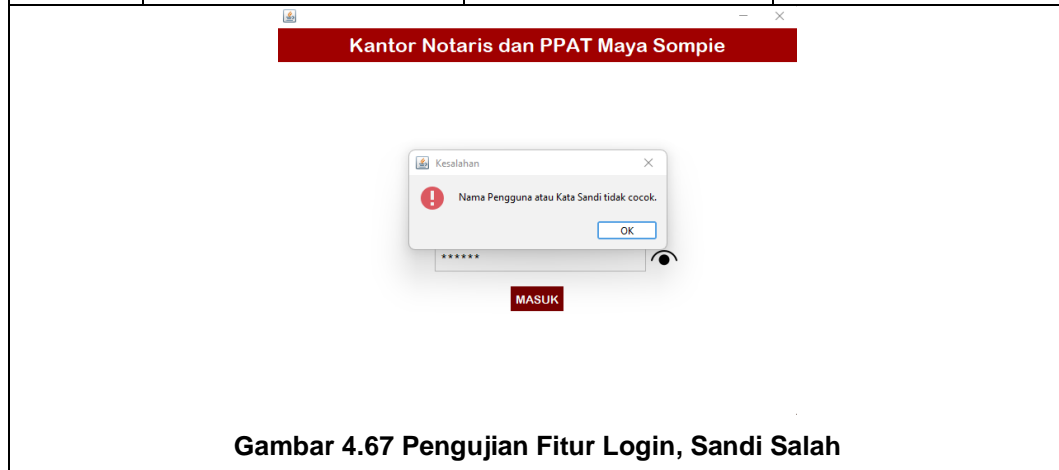 Kantor Notaris dan PPAT Maya Sompie
Kesalahan
Nama Pengguna atau Kata Sandi tidak cocok.
OK
******
MASUK
Gambar 4.67 Pengujian Fitur Login, Sandi Salah